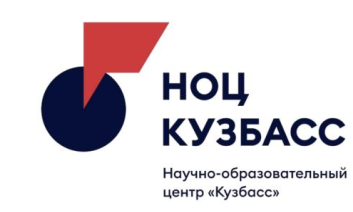 НОЦ
КУЗБАСС
Научно-образовательный
центр «Кузбасс»